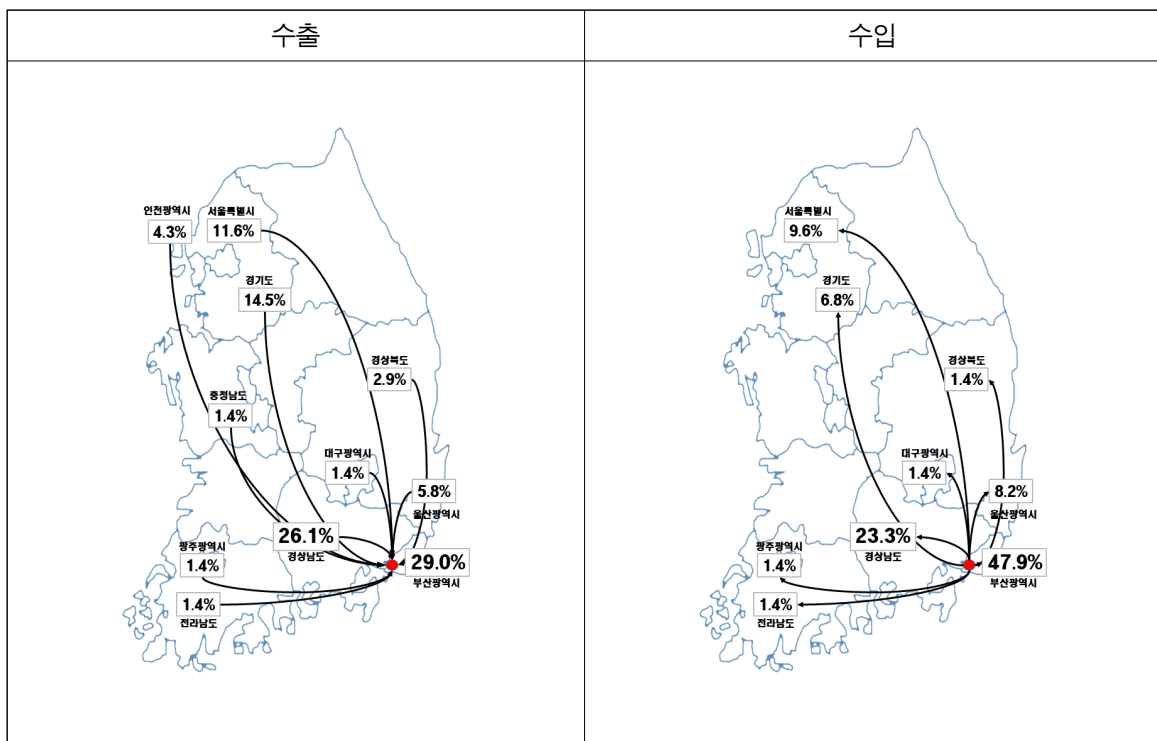 수출
수입
인천광역시
4.3%
서울특별시
11.6%
경기도
14.5%
경상북도
2.9%
충청남도
1.4%
대구광역시
1.4%
5.8%
울산광역시
26.1%
경상남도
광주광역시
1.4%
29.0%
부산광역시
1.4%
전라남도
서울특별시
9.6%
경기도
6.8%
경상북도
1.4%
대구광역시
1.4%
8.2%
울산광역시
23.3%
경상남도
광주광역시
1.4%
47.9%
부산광역시
1.4%
전라남도